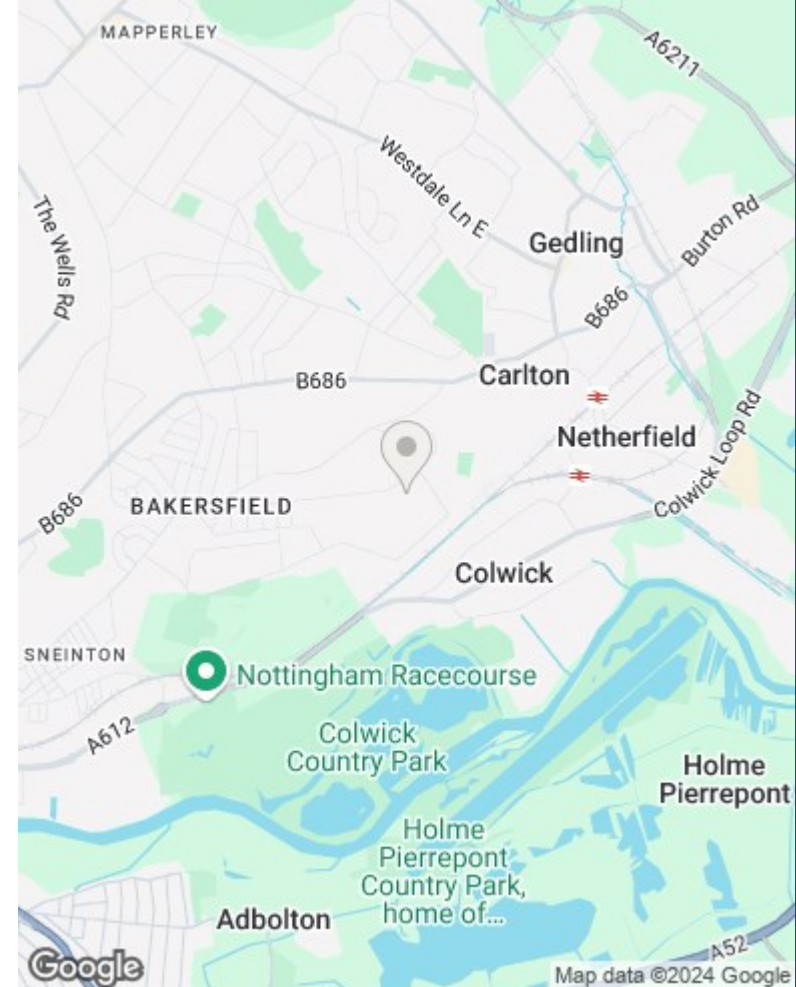 MAPPERLEY
A6211
Westdale Ln E
The Wells Rd
Gedling
Burton Rd
B686
B686
Carlton
Netherfield
Colwick Loop Rd
B686
BAKERSFIELD
Colwick
SNEINTON
Nottingham Racecourse
A612
Colwick
Country Park
Holme
Pierrepont
Holme
Pierrepont
Country Park,
home of...
Adbolton
A52
Google
Map data ©2024 Google